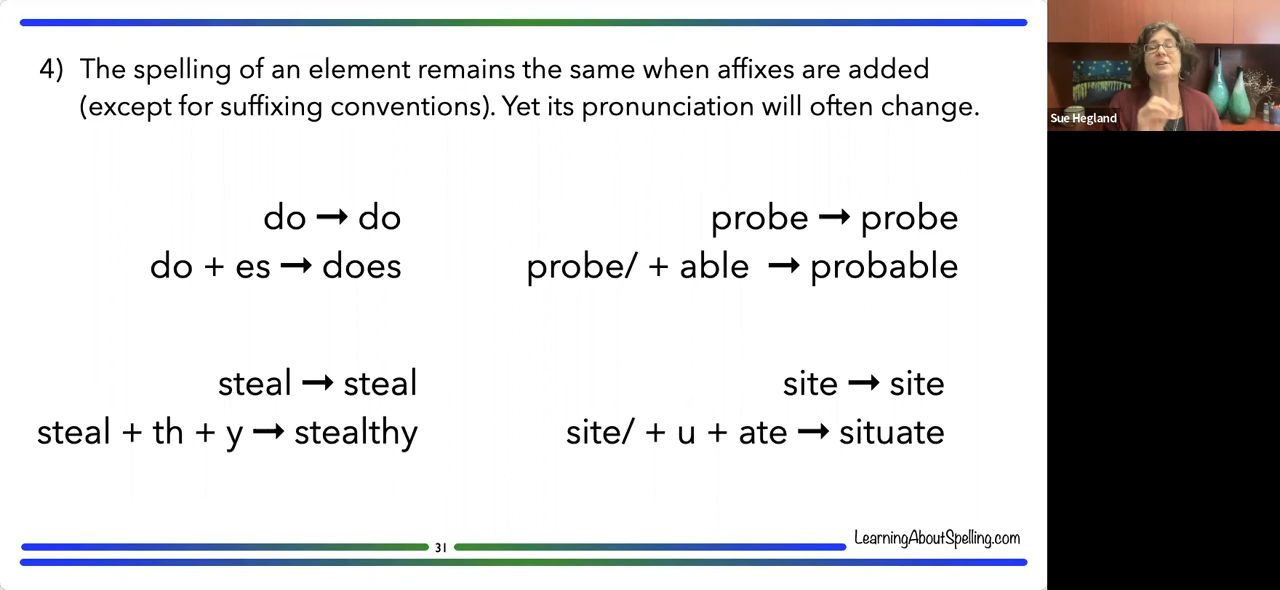 4) The spelling of an element remains the same when affixes are added
(except for suffixing conventions). Yet its pronunciation will often change.
do → do
do + es → does
probe → probe
probe/ + able → probable
steal → steal
steal + th + y → stealthy
site → site
site/ + u + ate → situate
31
LearningAboutSpelling.com
Sue Hegland